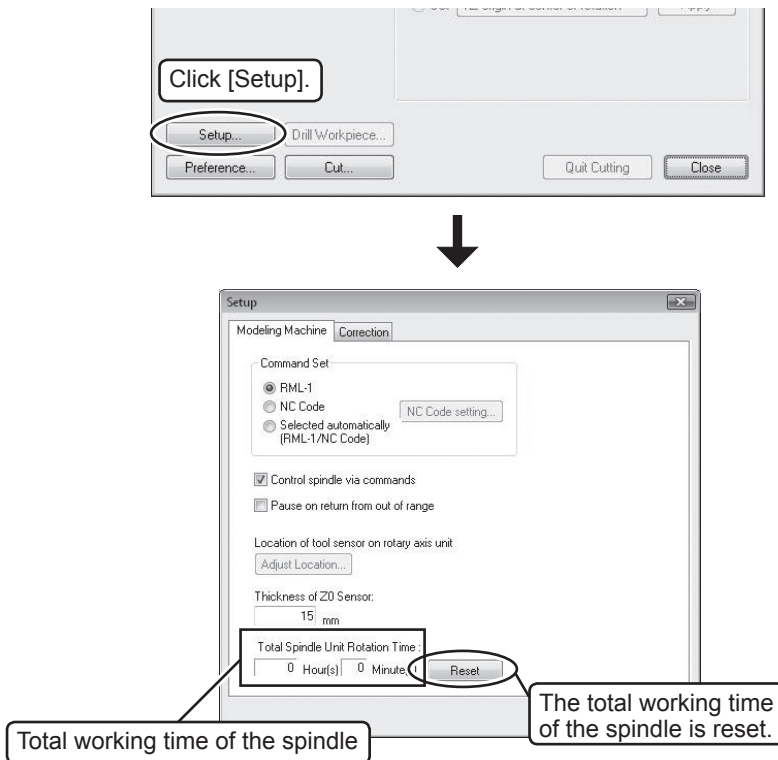 Click [Setup].
Setup...
Drill Workpiece...
Preference...
Cut...
Quit Cutting
Close
Setup
Modeling Machine
Correction
Command Set
RML-1
NC Code
NC Code setting...
Selected automatically
(RML-1/NC Code)
Control spindle via commands
Pause on return from out of range
Location of tool sensor on rotary axis unit
Adjust Location...
Thickness of Z0 Sensor:
15 mm
Total Spindle Unit Rotation Time :
0 Hour(s) 0
Reset
The total working time
of the spindle is reset.
Total working time of the spindle